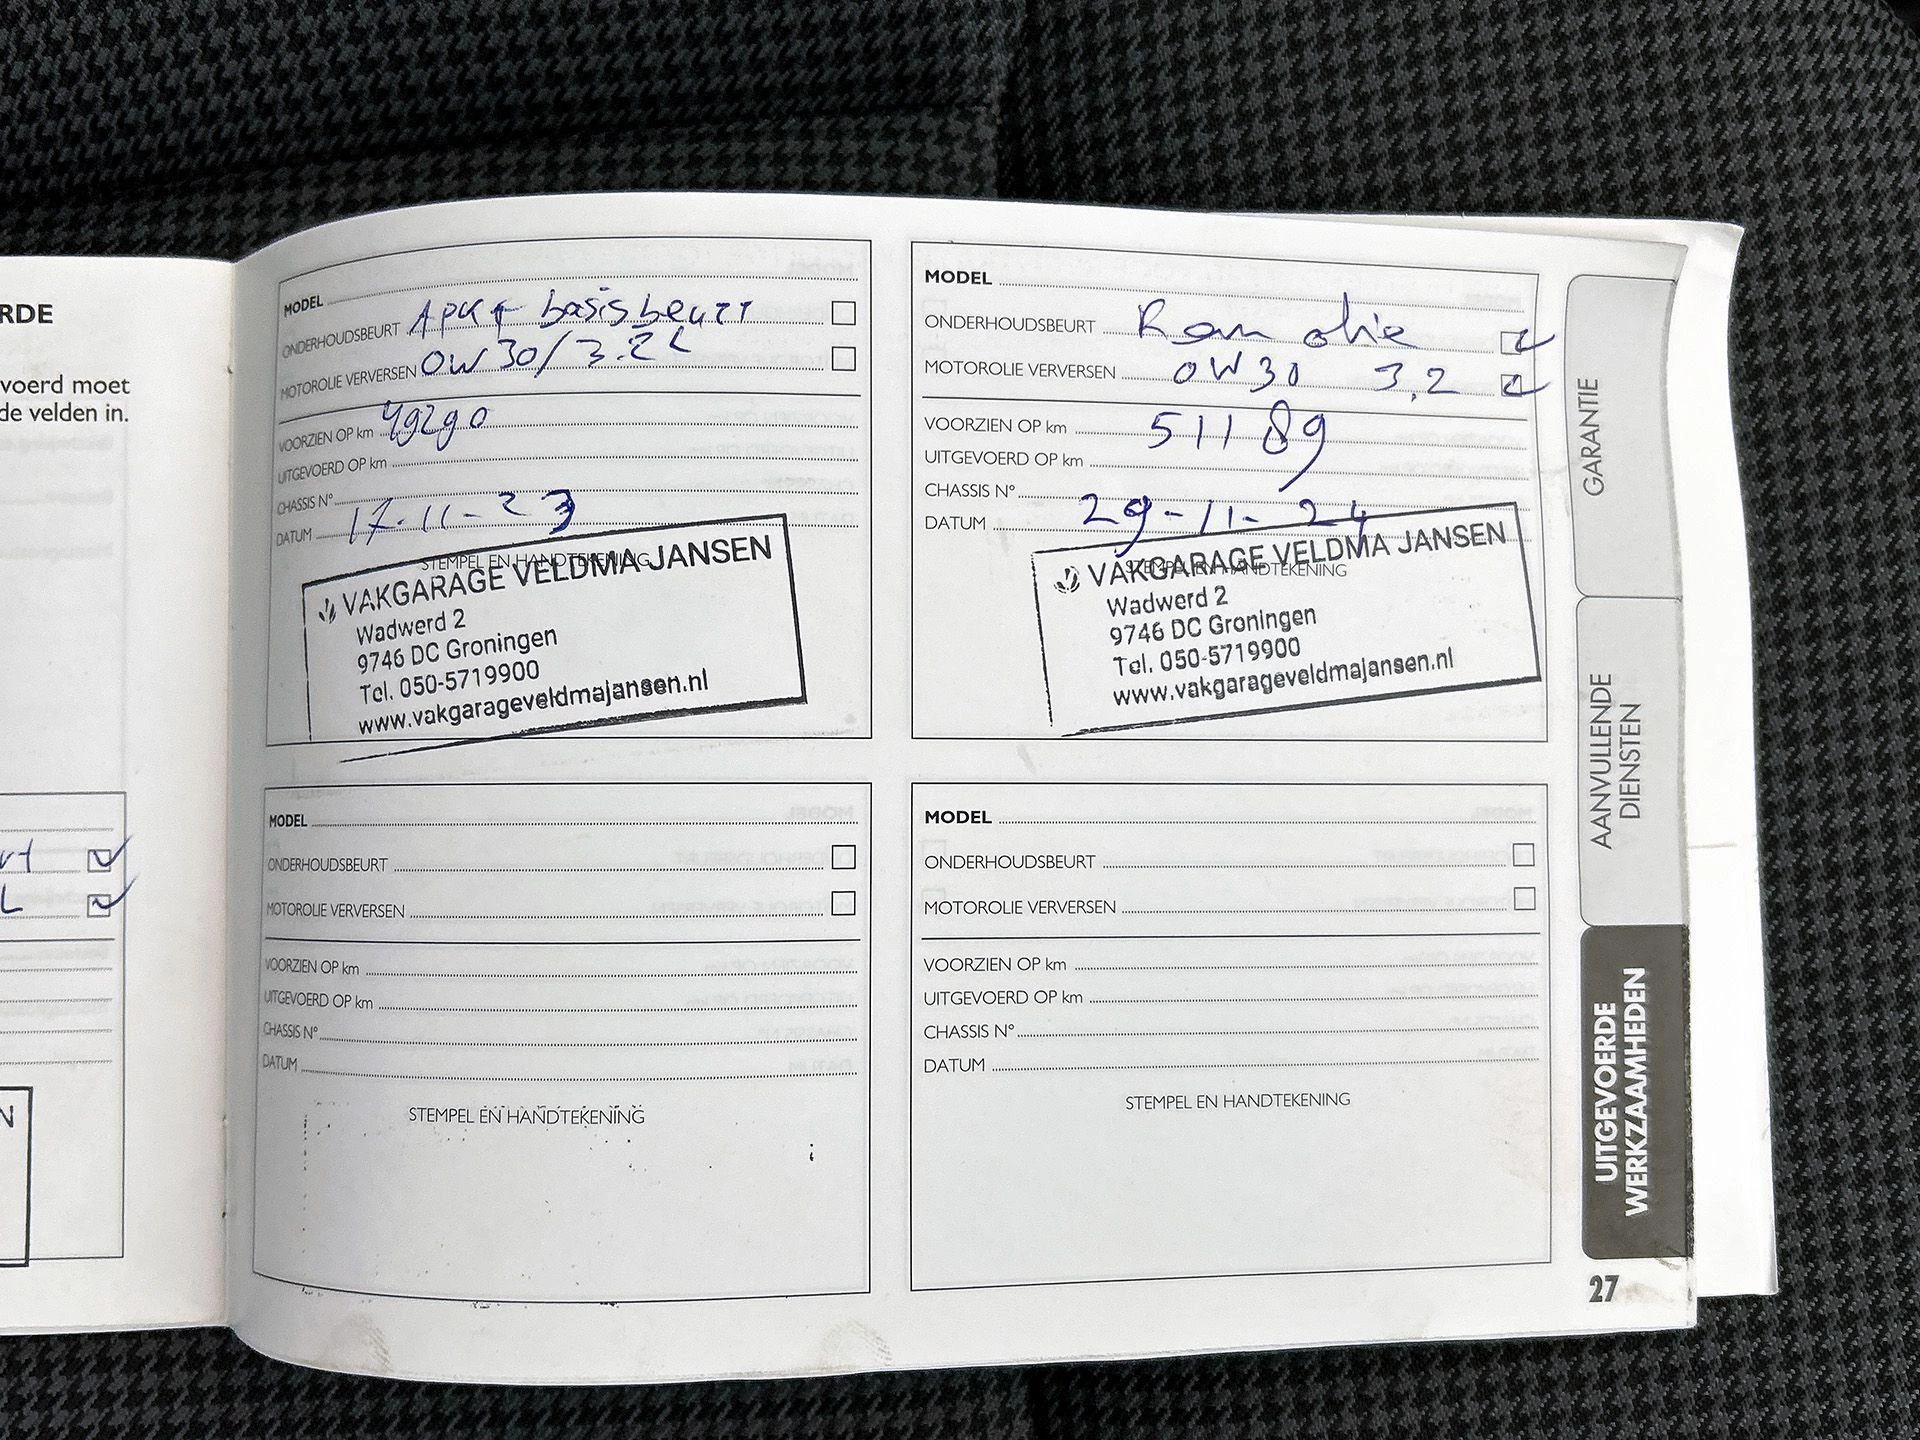 RDE
voerd moet
de velden in.
rt
L
N
MODEL
ONDERHOUDSBEURT APK + basisbeurt
MOTOROLIE VERVERSEN 0W30/3.2L
VOORZIEN OP km 49290
UITGEVOERD OP km
CHASSIS N°
DATUM 17-11-23
STEMPEL EN HANDTEKENING
VAKGARAGE VELDMA JANSEN
Wadwerd 2
9746 DC Groningen
Tel. 050-5719900
www.vakgarageveldmajansen.nl
MODEL
ONDERHOUDSBEURT Rem olie
MOTOROLIE VERVERSEN 0W30 3,2
VOORZIEN OP km 51189
UITGEVOERD OP km
CHASSIS N°
DATUM 29-11-24
STEMPEL EN HANDTEKENING
VAKGARAGE VELDMA JANSEN
Wadwerd 2
9746 DC Groningen
Tel. 050-5719900
www.vakgarageveldmajansen.nl
MODEL
ONDERHOUDSBEURT
MOTOROLIE VERVERSEN
VOORZIEN OP km
UITGEVOERD OP km
CHASSIS N°
DATUM
STEMPEL EN HANDTEKENING
MODEL
ONDERHOUDSBEURT
MOTOROLIE VERVERSEN
VOORZIEN OP km
UITGEVOERD OP km
CHASSIS N°
DATUM
STEMPEL EN HANDTEKENING
GARANTIE
AANVULLENDE
DIENSTEN
UITGEVOERDE
WERKZAAMHEDEN
27